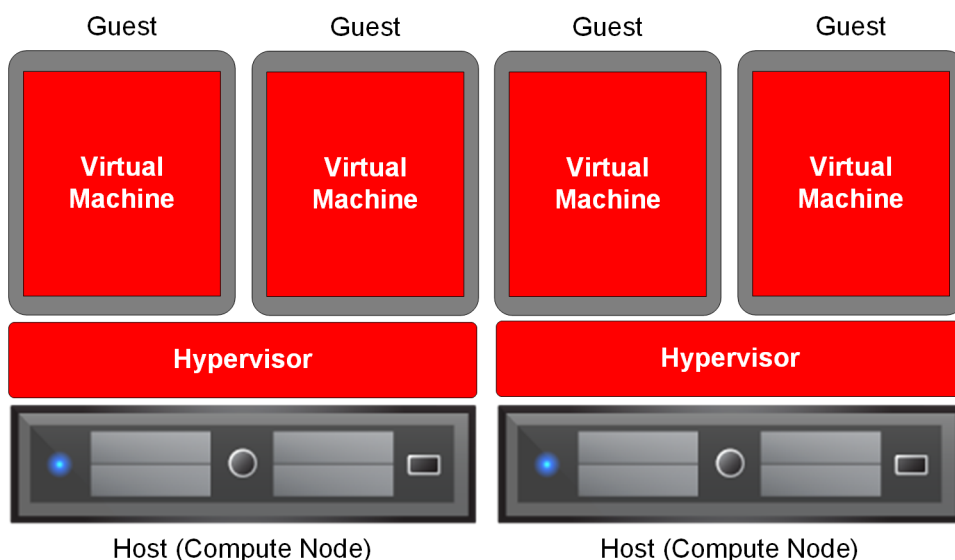 Guest
Guest
Guest
Guest
Virtual
Machine
Virtual
Machine
Virtual
Machine
Virtual
Machine
Hypervisor
Hypervisor
Host (Compute Node)
Host (Compute Node)